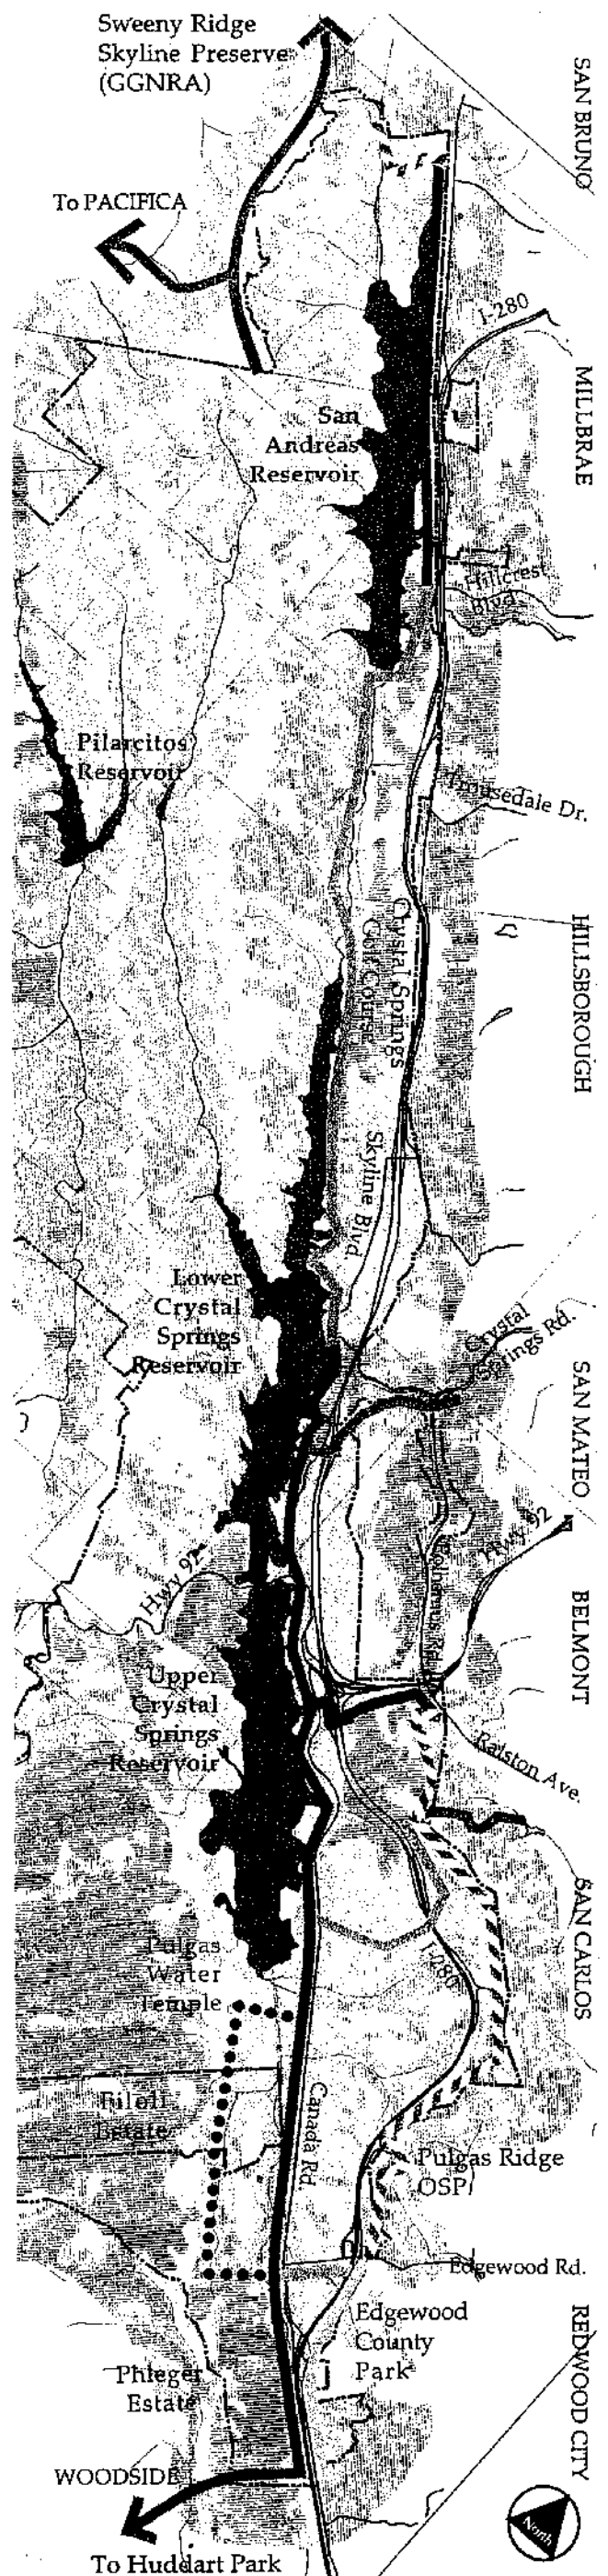 Sweeny Ridge
Skyline Preserve
(GGNRA)
SAN BRUNO
To PACIFICA
I-280
MILLBRAE
San
Andreas
Reservoir
Hillcrest
Blvd.
Pilarcitos
Reservoir
Trousedale Dr.
Crystal Springs
Golf Course
HILLSBOROUGH
Skyline Blvd
Lower
Crystal
Springs
Reservoir
Crystal
Springs Rd.
SAN MATEO
Hwy 92
Hwy 92
BELMONT
Upper
Crystal
Springs
Reservoir
Ralston Ave.
SAN CARLOS
Pulgas
Water
Temple
I-280
Filoli
Estate
Canada Rd
Pulgas Ridge
OSP
Edgewood Rd.
Edgewood
County
Park
REDWOOD CITY
Phleger
Estate
WOODSIDE
North
To Huddart Park